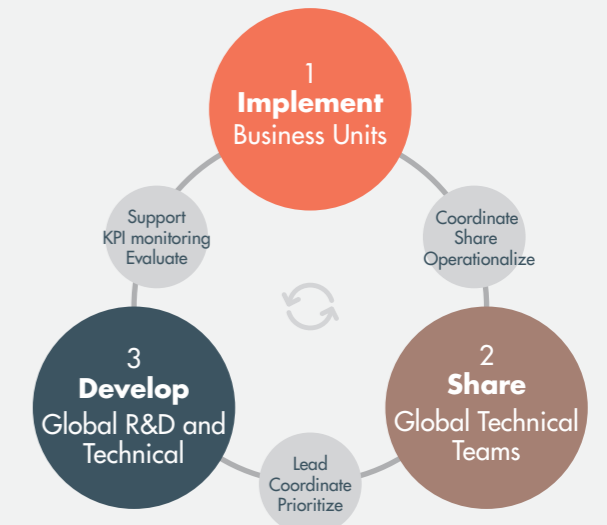 1
Implement
Business Units
Support
KPI monitoring
Evaluate
Coordinate
Share
Operationalize
3
Develop
Global R&D and
Technical
2
Share
Global Technical
Teams
Lead
Coordinate
Prioritize